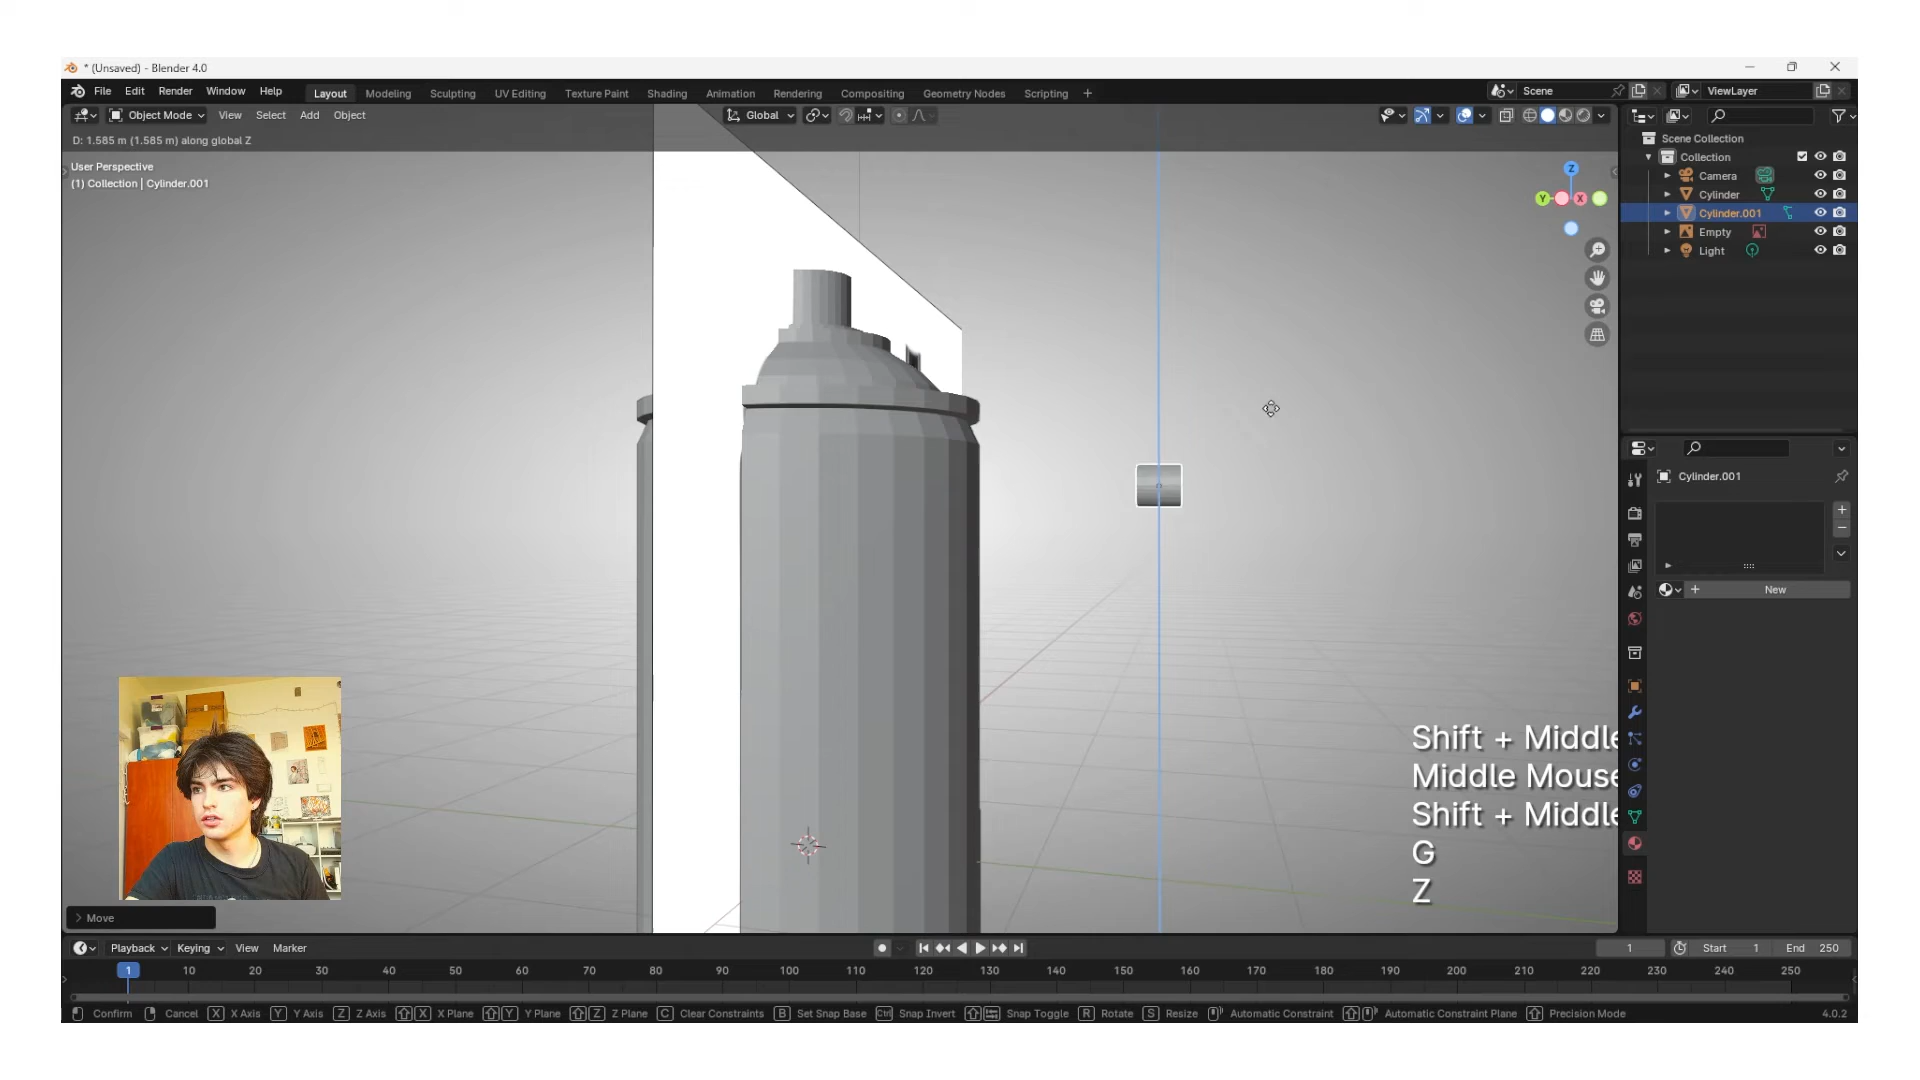 * (Unsaved) - Blender 4.0
File Edit Render Window Help Layout Modeling Sculpting UV Editing Texture Paint Shading Animation Rendering Compositing Geometry Nodes Scripting +
Scene ViewLayer
Object Mode View Select Add Object Global
D: 1.585 m (1.585 m) along global Z
User Perspective
(1) Collection | Cylinder.001
Z
Y X
Scene Collection
Collection
Camera
Cylinder
Cylinder.001
Empty
Light
Cylinder.001
New
Shift + Middle
Middle Mouse
Shift + Middle
G
Z
Move
Playback Keying View Marker 1 Start 1 End 250
1 10 20 30 40 50 60 70 80 90 100 110 120 130 140 150 160 170 180 190 200 210 220 230 240 250
Confirm Cancel X X Axis Y Y Axis Z Z Axis X X Plane Y Y Plane Z Z Plane C Clear Constraints B Set Snap Base Ctrl Snap Invert Snap Toggle R Rotate S Resize Automatic Constraint Automatic Constraint Plane Precision Mode 4.0.2